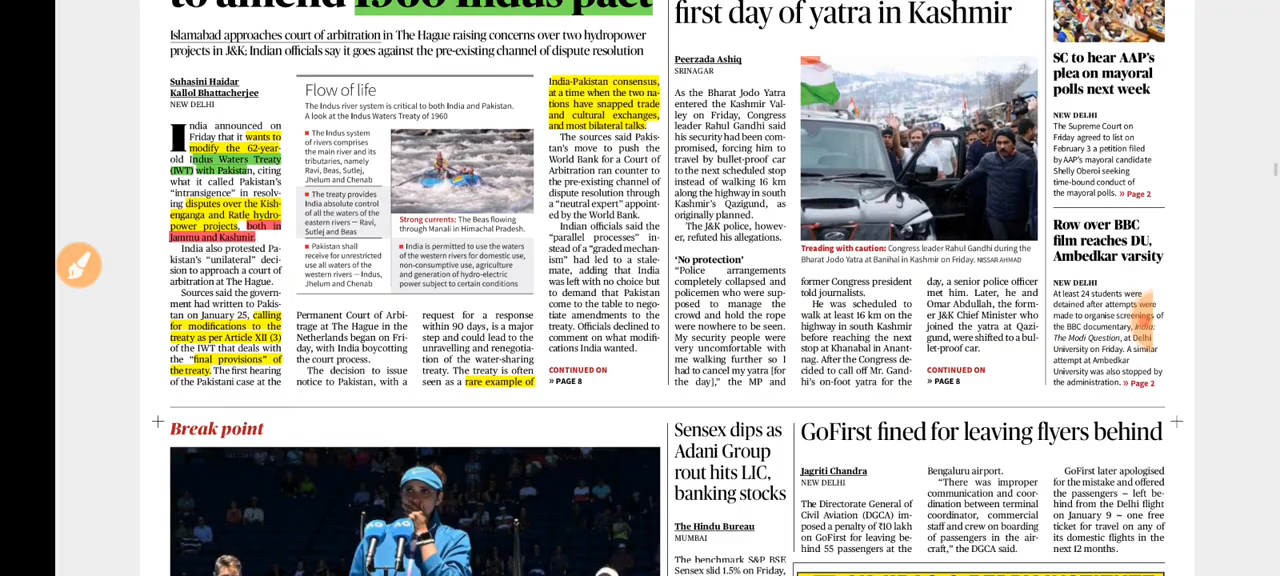 to amend 1960 Indus pact
Islamabad approaches court of arbitration in The Hague raising concerns over two hydropower
projects in J&K; Indian officials say it goes against the pre-existing channel of dispute resolution
Suhasini Haidar
Kallol Bhattacherjee
NEW DELHI
India announced on
Friday that it wants to
modify the 62-year-
old Indus Waters Treaty
(IWT) with Pakistan, citing
what it called Pakistan's
“intransigence” in resolv-
ing disputes over the Kish-
enganga and Ratle hydro-
power projects, both in
Jammu and Kashmir.
India also protested Pa-
kistan's “unilateral” deci-
sion to approach a court of
arbitration at The Hague.
Sources said the govern-
ment had written to Pakis-
tan on January 25, calling
for modifications to the
treaty as per Article XII (3)
of the IWT that deals with
the “final provisions” of
the treaty. The first hearing
of the Pakistani case at the
Flow of life
The Indus river system is critical to both India and Pakistan.
A look at the Indus Waters Treaty of 1960
■ The Indus system
of rivers comprises
the main river and its
tributaries, namely
Ravi, Beas, Sutlej,
Jhelum and Chenab
■ The treaty provides
India absolute control
of all the waters of the
eastern rivers — Ravi,
Sutlej and Beas
■ Pakistan shall
receive for unrestricted
use all waters of the
western rivers — Indus,
Jhelum and Chenab
Strong currents: The Beas flowing
through Manali in Himachal Pradesh.
■ India is permitted to use the waters
of the western rivers for domestic use,
non-consumptive use, agriculture
and generation of hydro-electric
power subject to certain conditions
Permanent Court of Arbi-
trage at The Hague in the
Netherlands began on Fri-
day, with India boycotting
the court process.
The decision to issue
notice to Pakistan, with a
request for a response
within 90 days, is a major
step and could lead to the
unravelling and renegotia-
tion of the water-sharing
treaty. The treaty is often
seen as a rare example of
India-Pakistan consensus,
at a time when the two na-
tions have snapped trade
and cultural exchanges,
and most bilateral talks.
The sources said Pakis-
tan's move to push the
World Bank for a Court of
Arbitration ran counter to
the pre-existing channel of
dispute resolution through
a “neutral expert” appoint-
ed by the World Bank.
Indian officials said the
“parallel processes” in-
stead of a “graded mechan-
ism” had led to a stale-
mate, adding that India
was left with no choice but
to demand that Pakistan
come to the table to nego-
tiate amendments to the
treaty. Officials declined to
comment on what modifi-
cations India wanted.
CONTINUED ON
» PAGE 8
first day of yatra in Kashmir
Peerzada Ashiq
SRINAGAR
As the Bharat Jodo Yatra
entered the Kashmir Val-
ley on Friday, Congress
leader Rahul Gandhi said
his security had been com-
promised, forcing him to
travel by bullet-proof car
to the next scheduled stop
instead of walking 16 km
along the highway in south
Kashmir's Qazigund, as
originally planned.
The J&K police, howev-
er, refuted his allegations.
‘No protection’
“Police arrangements
completely collapsed and
policemen who were sup-
posed to manage the
crowd and hold the rope
were nowhere to be seen.
My security people were
very uncomfortable with
me walking further so I
had to cancel my yatra [for
the day],” the MP and
Treading with caution: Congress leader Rahul Gandhi during the
Bharat Jodo Yatra at Banihal in Kashmir on Friday. NISSAR AHMAD
former Congress president
told journalists.
He was scheduled to
walk at least 16 km on the
highway in south Kashmir
before reaching the next
stop at Khanabal in Anant-
nag. After the Congress de-
cided to call off Mr. Gand-
hi's on-foot yatra for the
day, a senior police officer
met him. Later, he and
Omar Abdullah, the form-
er J&K Chief Minister who
joined the yatra at Qazi-
gund, were shifted to a bul-
let-proof car.
CONTINUED ON
» PAGE 8
SC to hear AAP's
plea on mayoral
polls next week
NEW DELHI
The Supreme Court on
Friday agreed to list on
February 3 a petition filed
by AAP's mayoral candidate
Shelly Oberoi seeking
time-bound conduct of
the mayoral polls. » Page 2
Row over BBC
film reaches DU,
Ambedkar varsity
NEW DELHI
At least 24 students were
detained after attempts were
made to organise screenings of
the BBC documentary, India:
The Modi Question, at Delhi
University on Friday. A similar
attempt at Ambedkar
University was also stopped by
the administration. » Page 2
Break point
Sensex dips as
Adani Group
rout hits LIC,
banking stocks
The Hindu Bureau
MUMBAI
The benchmark S&P BSE
Sensex slid 1.5% on Friday,
GoFirst fined for leaving flyers behind
Jagriti Chandra
NEW DELHI
The Directorate General of
Civil Aviation (DGCA) im-
posed a penalty of ₹10 lakh
on GoFirst for leaving be-
hind 55 passengers at the
Bengaluru airport.
“There was improper
communication and coor-
dination between terminal
coordinator, commercial
staff and crew on boarding
of passengers in the air-
craft,” the DGCA said.
GoFirst later apologised
for the mistake and offered
the passengers – left be-
hind from the Delhi flight
on January 9 – one free
ticket for travel on any of
its domestic flights in the
next 12 months.